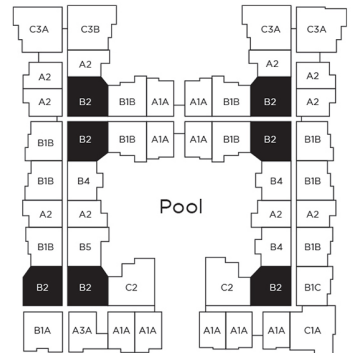 C3A C3B C3A C3A
A2 A2 A2
A2
A2 B2 B1B A1A A1A B1B B2 A2
B1B B2 B1B A1A A1A B1B B2 B1B
B1B B4 B4 B1B
A2 A2 Pool A2 A2
B1B B5 B4 B1B
B2 B2 C2 C2 B2 B1C
B1A A3A A1A A1A A1A A1A A1A C1A